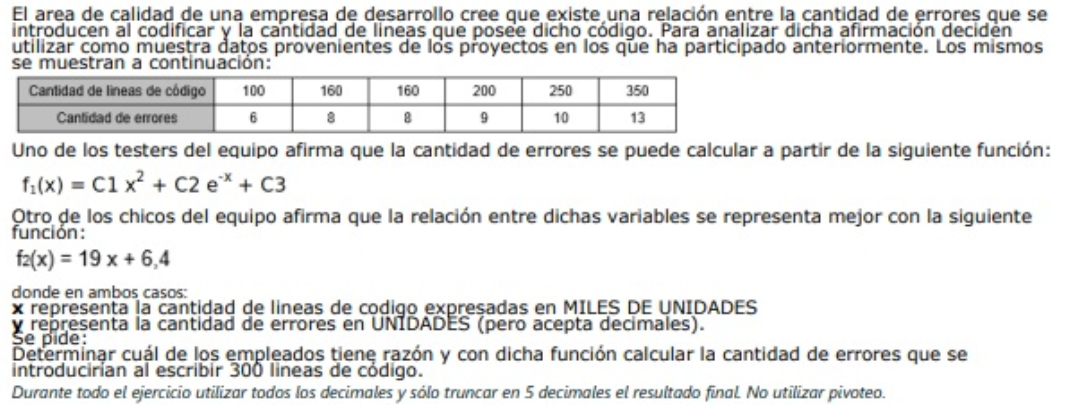 El area de calidad de una empresa de desarrollo cree que existe una relación entre la cantidad de errores que se
introducen al codificar y la cantidad de lineas que posee dicho código. Para analizar dicha afirmación deciden
utilizar como muestra datos provenientes de los proyectos en los que ha participado anteriormente. Los mismos
se muestran a continuación:
Cantidad de lineas de código 100 160 160 200 250 350
Cantidad de errores 6 8 8 9 10 13
Uno de los testers del equipo afirma que la cantidad de errores se puede calcular a partir de la siguiente función:
f₁(x) = C1 x² + C2 e⁻ˣ + C3
Otro de los chicos del equipo afirma que la relación entre dichas variables se representa mejor con la siguiente
función:
f2(x) = 19 x + 6,4
donde en ambos casos:
x representa la cantidad de lineas de codigo expresadas en MILES DE UNIDADES
y representa la cantidad de errores en UNIDADES (pero acepta decimales).
Se pide:
Determinar cuál de los empleados tiene razón y con dicha función calcular la cantidad de errores que se
introducirían al escribir 300 lineas de código.
Durante todo el ejercicio utilizar todos los decimales y sólo truncar en 5 decimales el resultado final. No utilizar pivoteo.